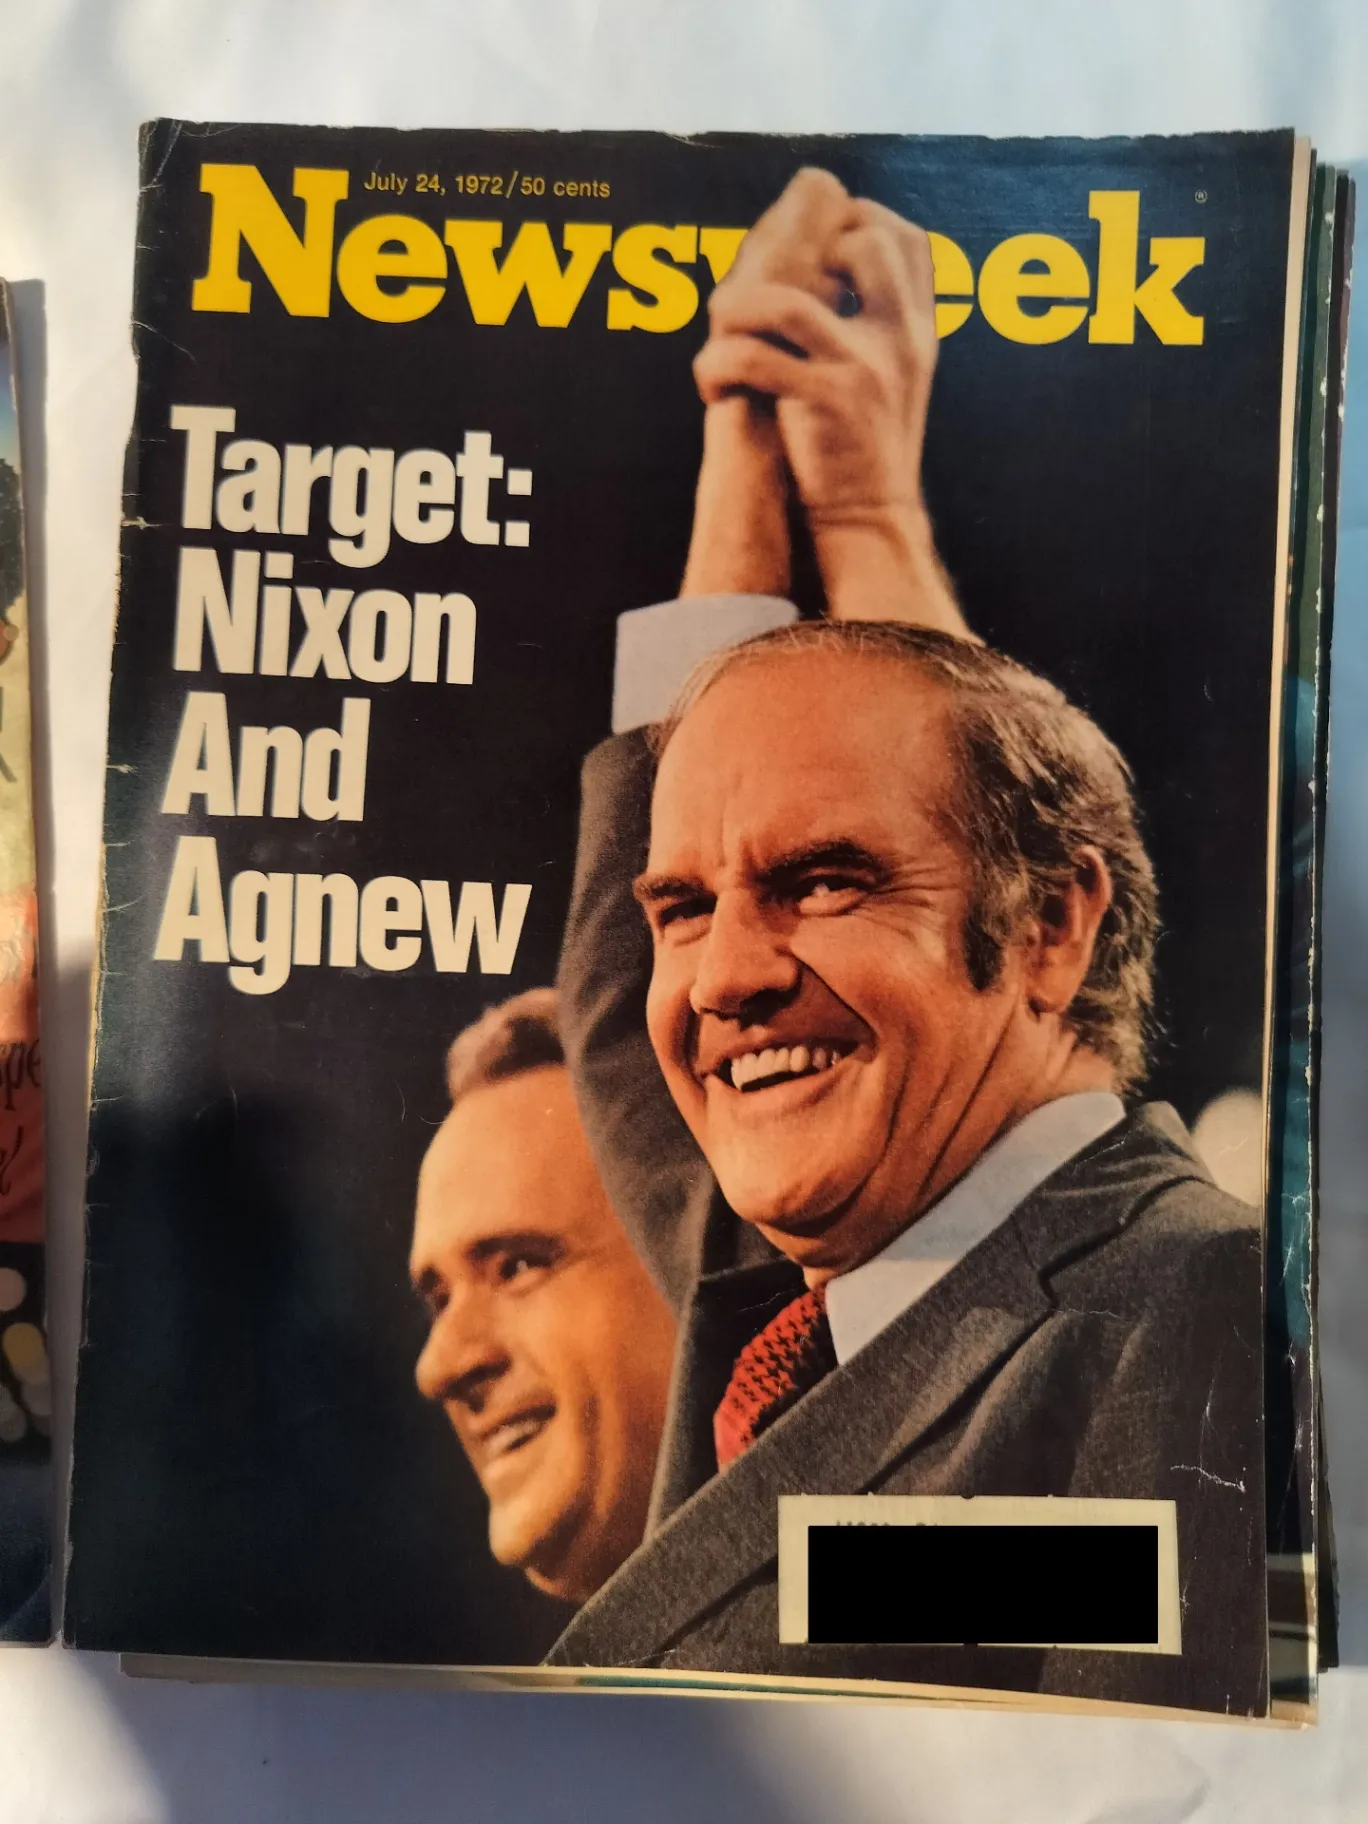 July 24, 1972/50 cents
Newsweek
®
Target:
Nixon
And
Agnew